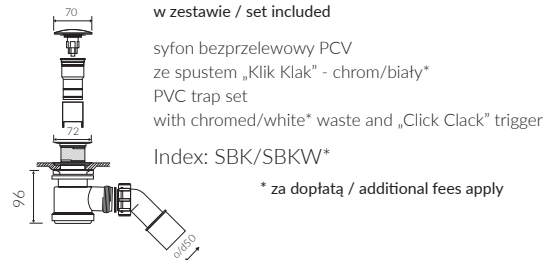 70
w zestawie / set included
syfon bezprzelewowy PCV
ze spustem „Klik Klak” - chrom/biały*
PVC trap set
72
with chromed/white* waste and „Click Clack” trigger
Index: SBK/SBKW*
96
* za dopłatą / additional fees apply
o/d50